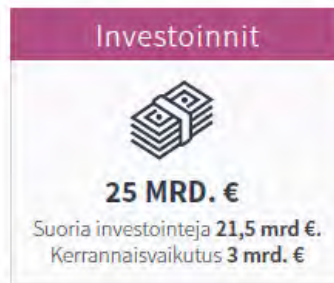 Investoinnit
25 MRD. €
Suoria investointeja 21,5 mrd €.
Kerrannaisvaikutus 3 mrd. €